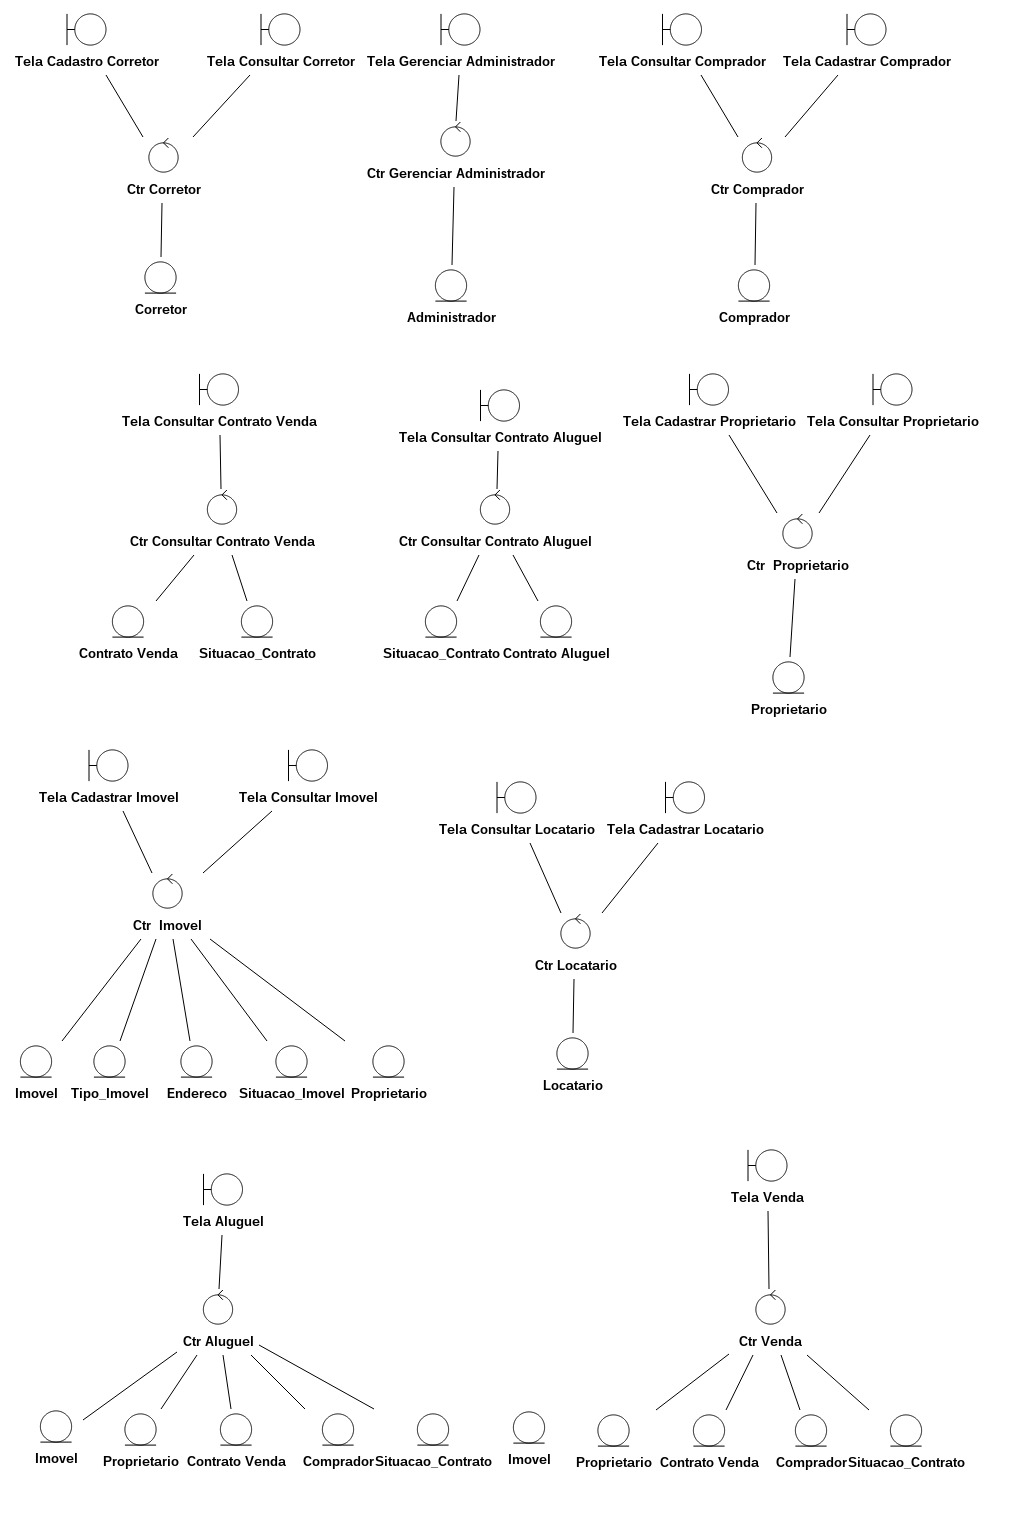 Tela Cadastro Corretor
Tela Consultar Corretor
Tela Gerenciar Administrador
Tela Consultar Comprador
Tela Cadastrar Comprador
Ctr Gerenciar Administrador
Ctr Corretor
Ctr Comprador
Corretor
Administrador
Comprador
Tela Consultar Contrato Venda
Tela Consultar Contrato Aluguel
Tela Cadastrar Proprietario
Tela Consultar Proprietario
Ctr Consultar Contrato Venda
Ctr Consultar Contrato Aluguel
Ctr  Proprietario
Contrato Venda
Situacao_Contrato
Situacao_Contrato
Contrato Aluguel
Proprietario
Tela Cadastrar Imovel
Tela Consultar Imovel
Tela Consultar Locatario
Tela Cadastrar Locatario
Ctr  Imovel
Ctr Locatario
Imovel
Tipo_Imovel
Endereco
Situacao_Imovel
Proprietario
Locatario
Tela Aluguel
Tela Venda
Ctr Aluguel
Ctr Venda
Imovel
Proprietario
Contrato Venda
Comprador
Situacao_Contrato
Imovel
Proprietario
Contrato Venda
Comprador
Situacao_Contrato